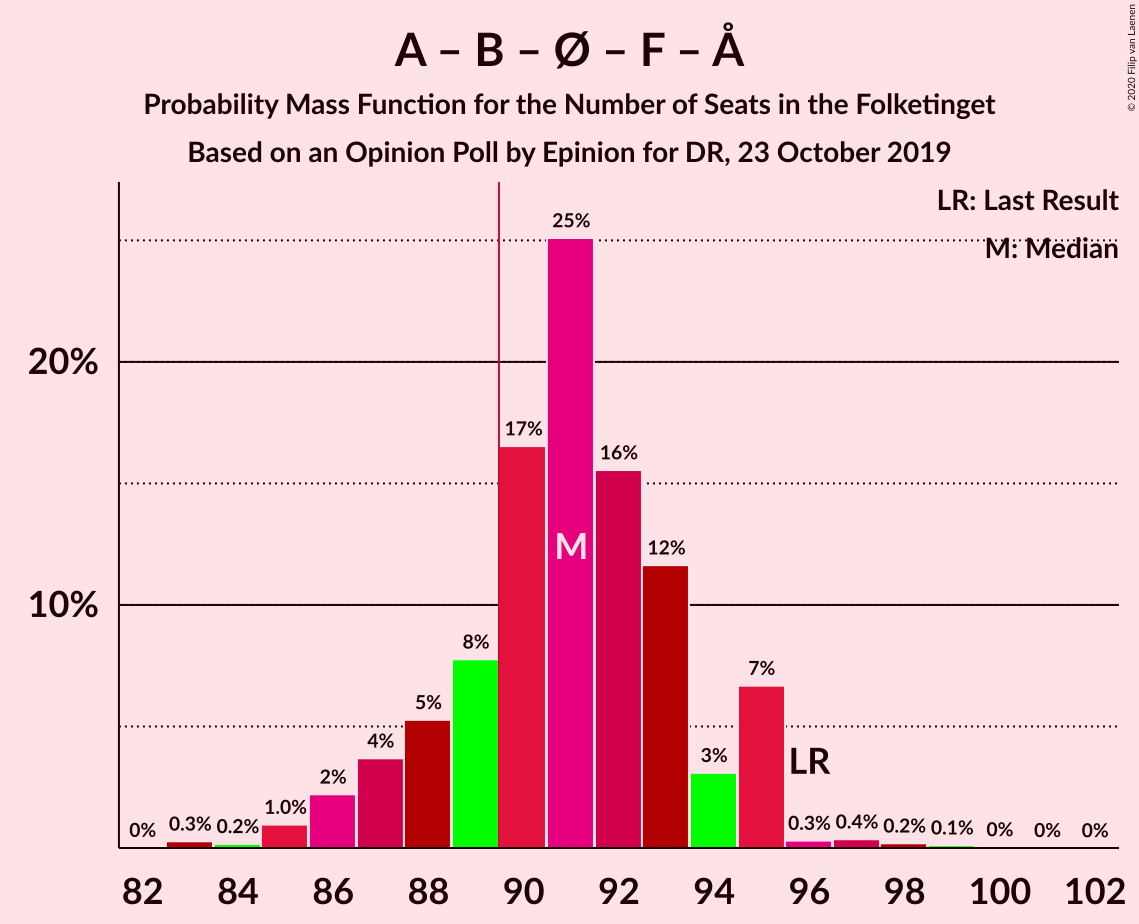 A – B – Ø – F – Å
Probability Mass Function for the Number of Seats in the Folketinget
Based on an Opinion Poll by Epinion for DR, 23 October 2019
© 2020 Filip van Laenen
LR: Last Result
M: Median
20%
10%
0%
0.3%
0.2%
1.0%
2%
4%
5%
8%
17%
25%
16%
12%
3%
7%
0.3%
0.4%
0.2%
0.1%
0%
0%
0%
M
LR
82 84 86 88 90 92 94 96 98 100 102